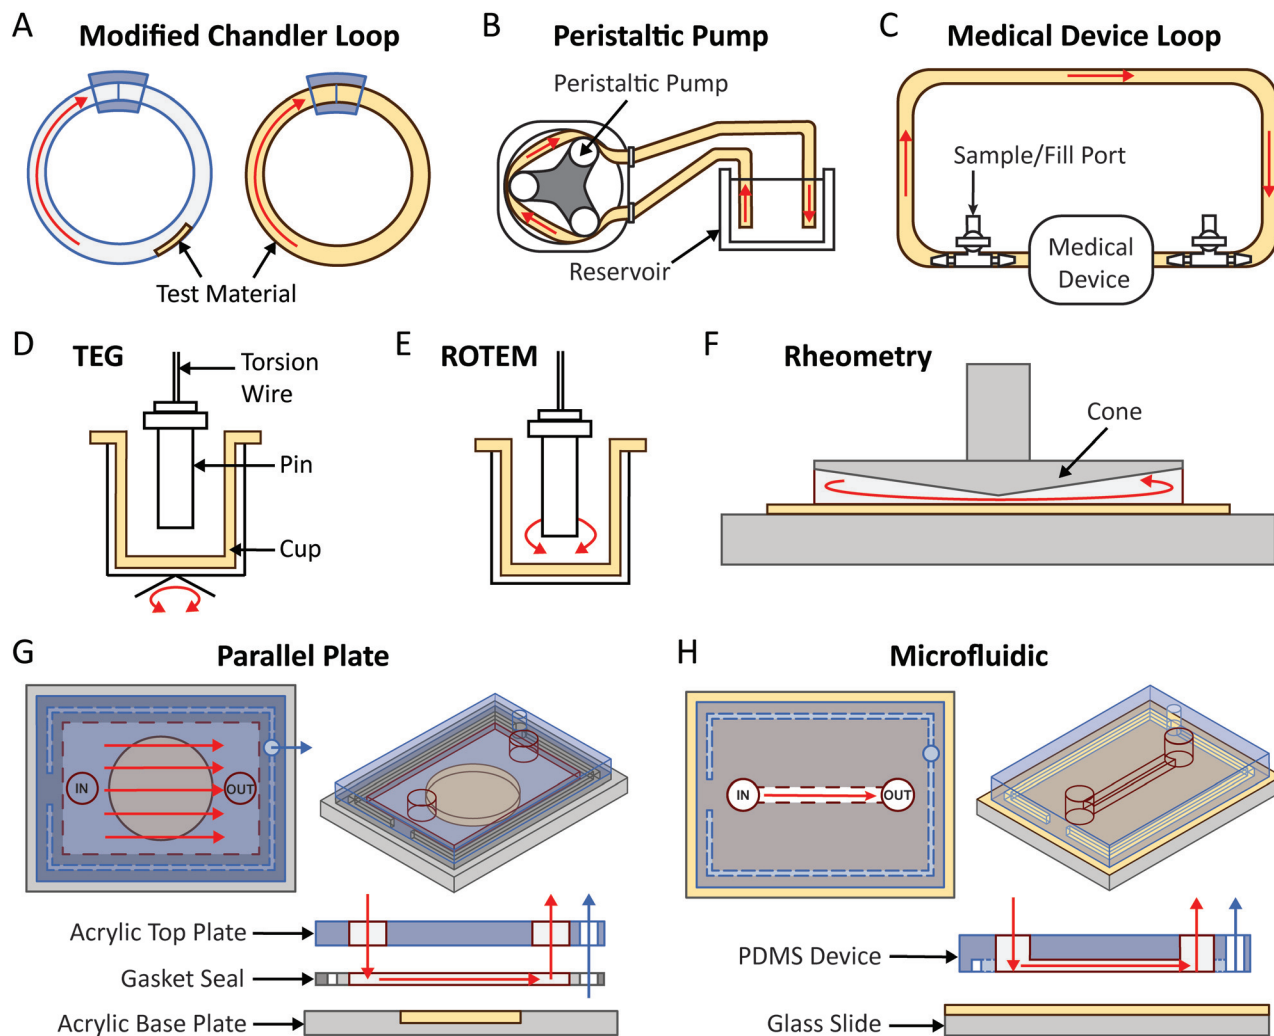 A
Modified Chandler Loop
Test Material
B
Peristaltic Pump
Peristaltic Pump
Reservoir
C
Medical Device Loop
Sample/Fill Port
Medical
Device
D
TEG
Torsion
Wire
Pin
Cup
E
ROTEM
F
Rheometry
Cone
G
Parallel Plate
IN
OUT
Acrylic Top Plate
Gasket Seal
Acrylic Base Plate
H
Microfluidic
IN
OUT
PDMS Device
Glass Slide